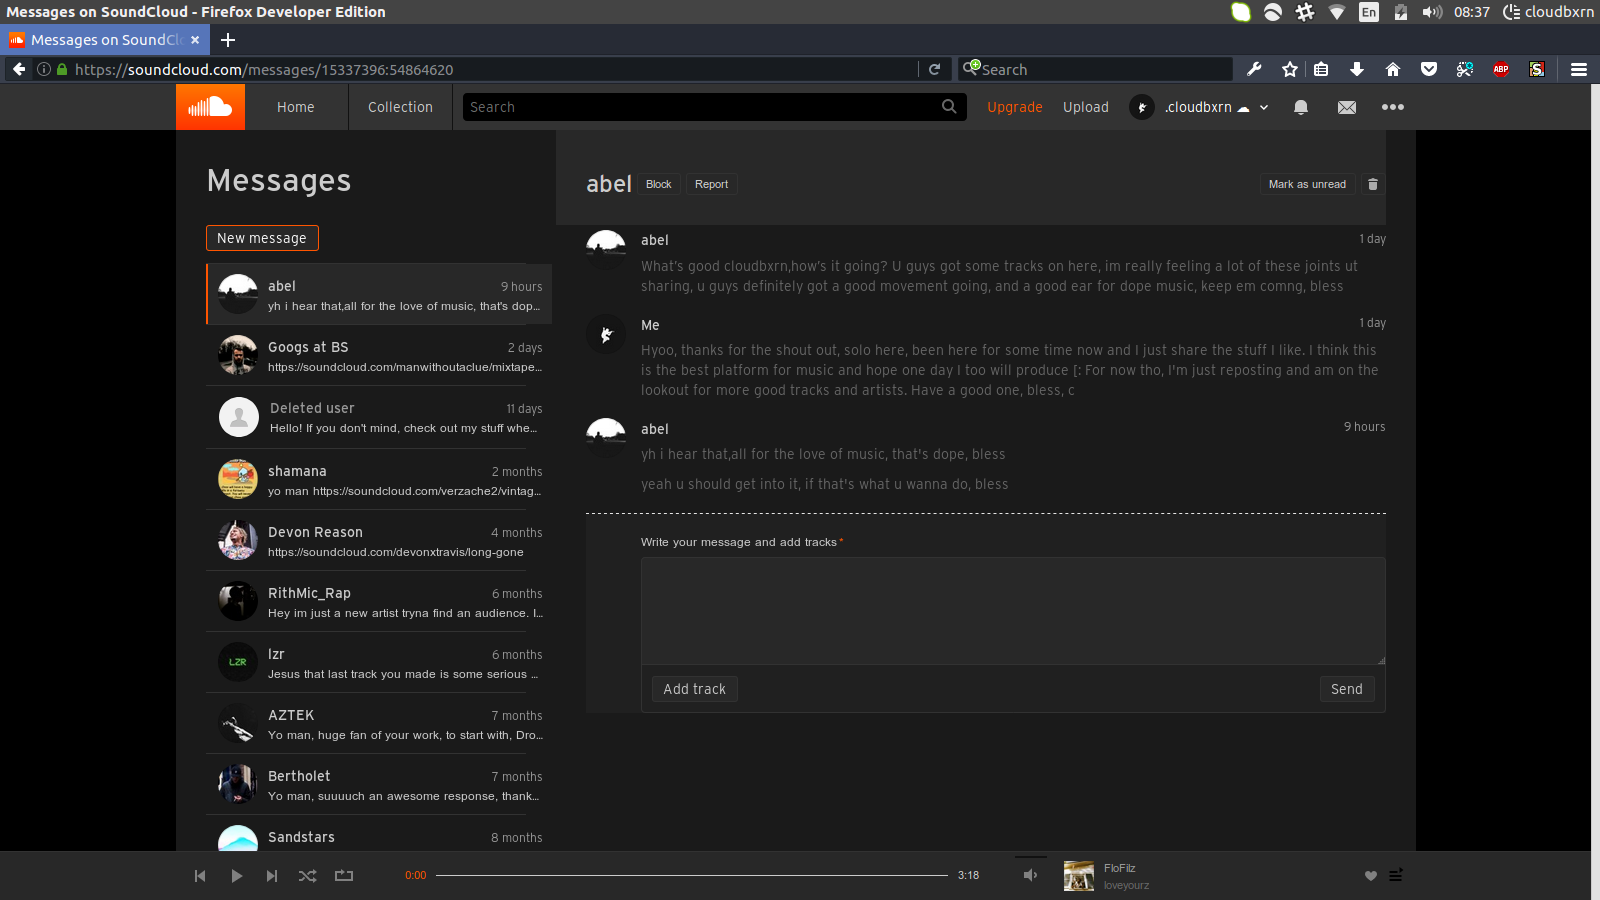 Messages on SoundCloud - Firefox Developer Edition
En
08:37
cloudbxrn
Messages on SoundClo
https://soundcloud.com/messages/15337396:54864620
Search
ABP
S
Home
Collection
Search
Upgrade
Upload
.cloudbxrn
Messages
New message
abel
9 hours
yh i hear that,all for the love of music, that's dop...
Googs at BS
2 days
https://soundcloud.com/manwithoutaclue/mixtape...
Deleted user
11 days
Hello! If you don't mind, check out my stuff whe...
shamana
2 months
yo man https://soundcloud.com/verzache2/vintag...
Devon Reason
4 months
https://soundcloud.com/devonxtravis/long-gone
RithMic_Rap
6 months
Hey im just a new artist tryna find an audience. I...
LZR
lzr
6 months
Jesus that last track you made is some serious ...
AZTEK
7 months
Yo man, huge fan of your work, to start with, Dro...
Bertholet
7 months
Yo man, suuuuch an awesome response, thank...
Sandstars
8 months
abel
Block
Report
Mark as unread
abel
1 day
What’s good cloudbxrn,how’s it going? U guys got some tracks on here, im really feeling a lot of these joints ut
sharing, u guys definitely got a good movement going, and a good ear for dope music, keep em comng, bless
Me
1 day
Hyoo, thanks for the shout out, solo here, been here for some time now and I just share the stuff I like. I think this
is the best platform for music and hope one day I too will produce [: For now tho, I'm just reposting and am on the
lookout for more good tracks and artists. Have a good one, bless, c
abel
9 hours
yh i hear that,all for the love of music, that's dope, bless
yeah u should get into it, if that's what u wanna do, bless
Write your message and add tracks *
Add track
Send
0:00
3:18
FloFilz
loveyourz